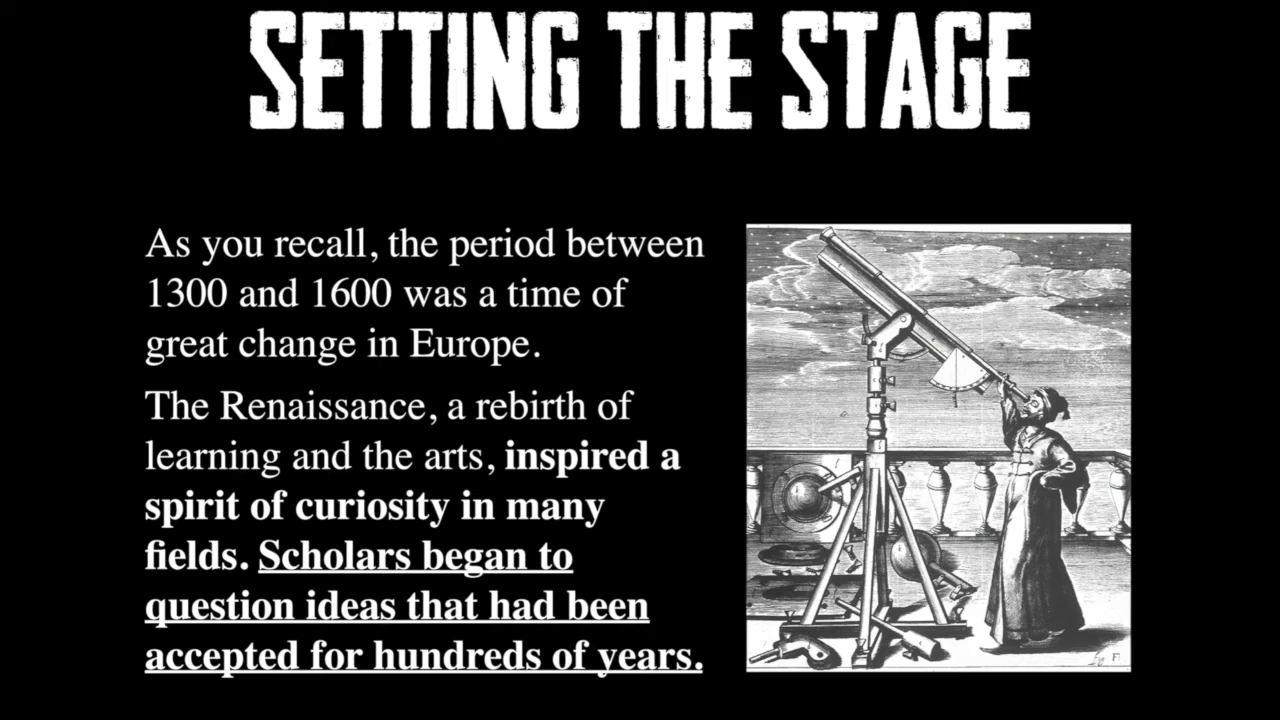 SETTING THE STAGE
As you recall, the period between
1300 and 1600 was a time of
great change in Europe.
The Renaissance, a rebirth of
learning and the arts, inspired a
spirit of curiosity in many
fields. Scholars began to
question ideas that had been
accepted for hundreds of years.